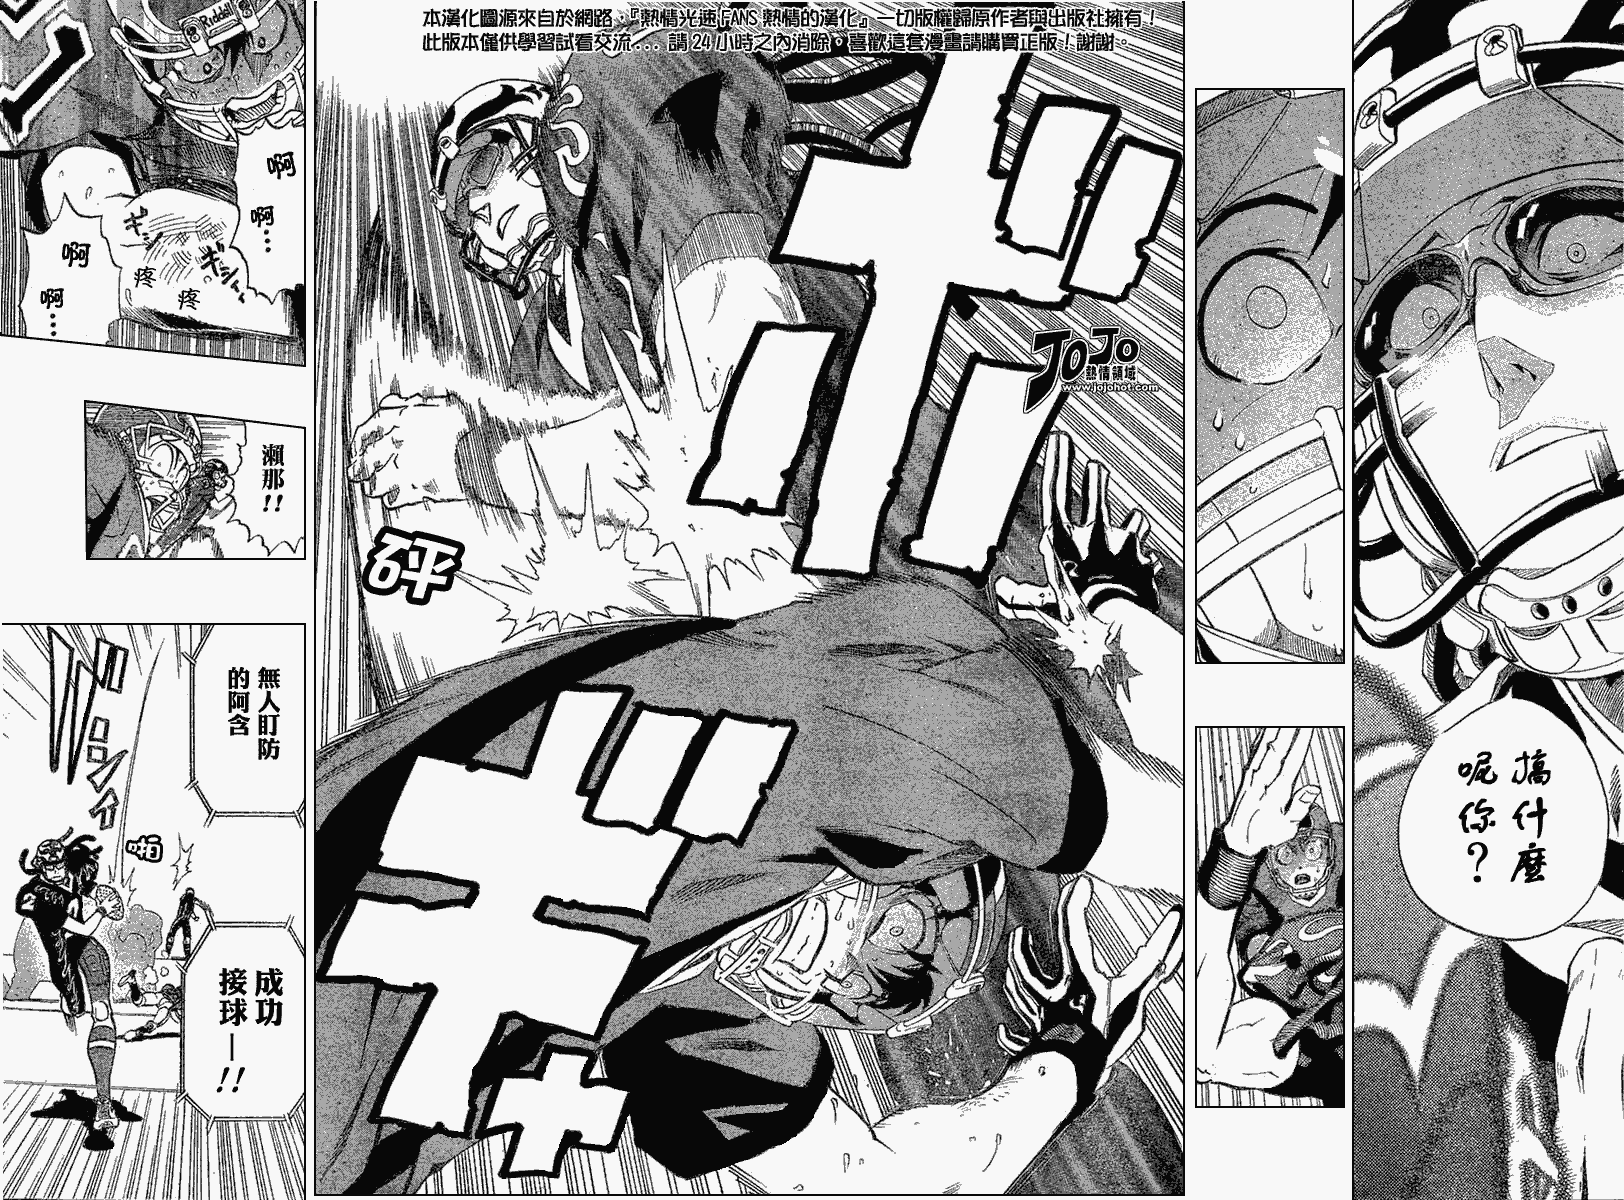 本漢化圖源來自於網路，『熱情光速FANS熱情的漢化』一切版權歸原作者與出版社擁有！
此版本僅供學習試看交流... 請24小時之內消除，喜歡這套漫畫請購買正版！謝謝。
搞什麼
呢你？
ガガ
JOJO
熱情領域
www.jojohot.com
砰
ギギ
Riddell
啊
啊…
啊
啊…
ギシ
ギシ
疼
疼
瀨
那!!
無人盯防
的阿含
啪
成功
接球—!!